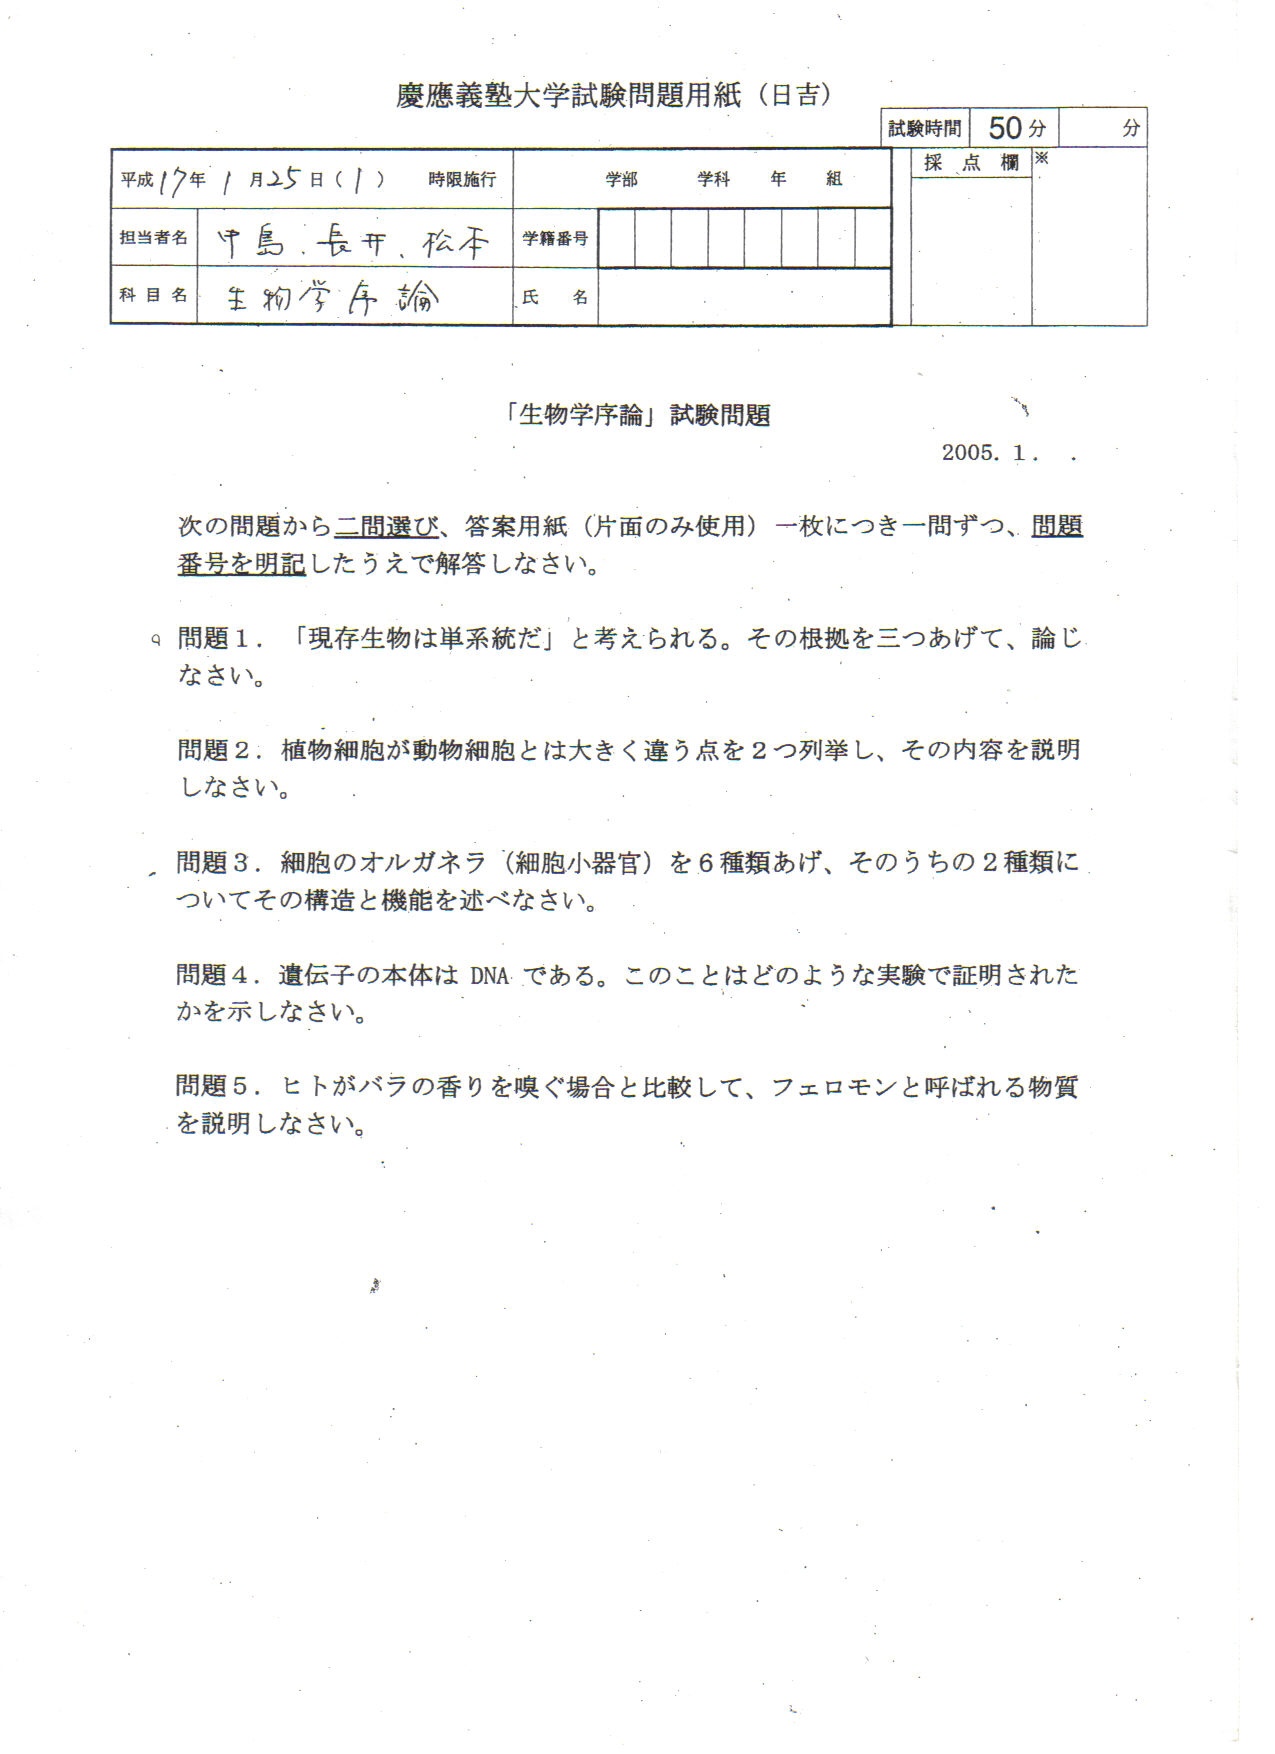 慶應義塾大学試験問題用紙（日吉）
試験時間 50分 分
平成17年1月25日（1） 時限施行 学部 学科 年 組 採点欄 ※
担当者名 中島、長井、松本 学籍番号
科目名 生物学序論 氏名
「生物学序論」試験問題
2005. 1. .
次の問題から二問選び、答案用紙（片面のみ使用）一枚につき一問ずつ、問題
番号を明記したうえで解答しなさい。
問題１．「現存生物は単系統だ」と考えられる。その根拠を三つあげて、論じ
なさい。
問題２．植物細胞が動物細胞とは大きく違う点を２つ列挙し、その内容を説明
しなさい。
問題３．細胞のオルガネラ（細胞小器官）を６種類あげ、そのうちの２種類に
ついてその構造と機能を述べなさい。
問題４．遺伝子の本体は DNA である。このことはどのような実験で証明された
かを示しなさい。
問題５．ヒトがバラの香りを嗅ぐ場合と比較して、フェロモンと呼ばれる物質
を説明しなさい。